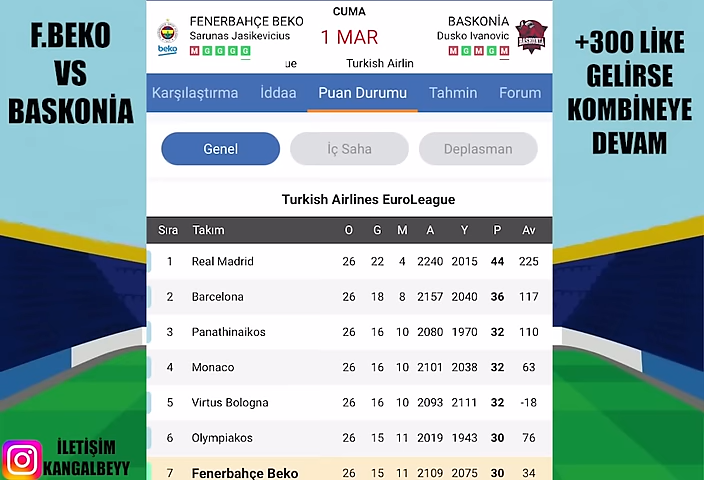 F.BEKO
VS
BASKONİA
FENERBAHÇE BEKO
Sarunas Jasikevicius
M G G G G
beko
CUMA
1 MAR
Turkish Airlin
ue
BASKONİA
Dusko Ivanovic
M G M G M
BASKONIA
+300 LİKE
GELİRSE
KOMBİNEYE
DEVAM
Karşılaştırma İddaa Puan Durumu Tahmin Forum
Genel İç Saha Deplasman
Turkish Airlines EuroLeague
Sıra Takım O G M A Y P Av
1 Real Madrid 26 22 4 2240 2015 44 225
2 Barcelona 26 18 8 2157 2040 36 117
3 Panathinaikos 26 16 10 2080 1970 32 110
4 Monaco 26 16 10 2101 2038 32 63
5 Virtus Bologna 26 16 10 2093 2111 32 -18
6 Olympiakos 26 15 11 2019 1943 30 76
7 Fenerbahçe Beko 26 15 11 2109 2075 30 34
İLETİŞİM
KANGALBEYY